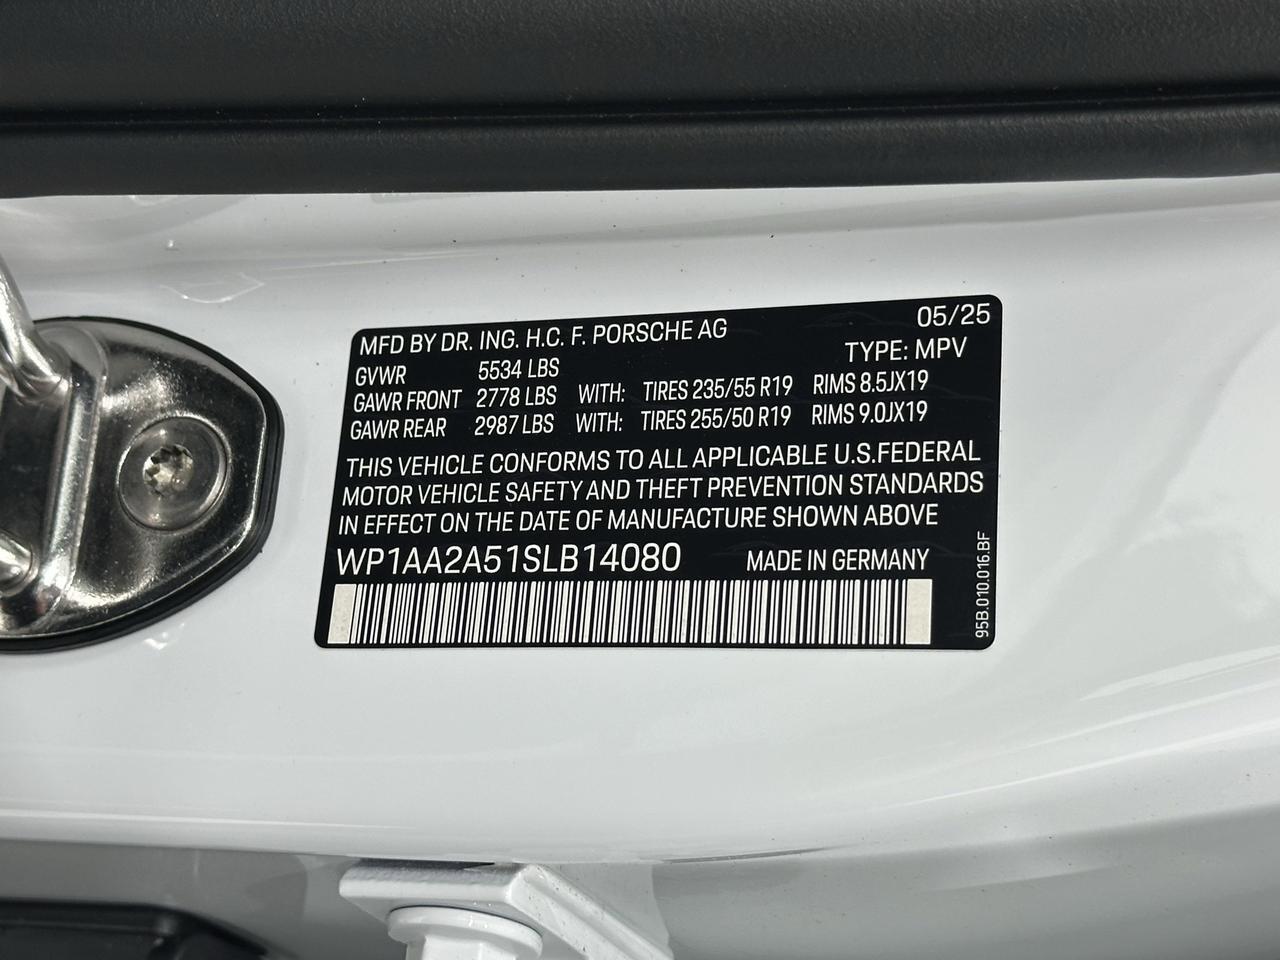 MFD BY DR. ING. H.C. F. PORSCHE AG 05/25
TYPE: MPV
GVWR 5534 LBS
GAWR FRONT 2778 LBS WITH: TIRES 235/55 R19 RIMS 8.5JX19
GAWR REAR 2987 LBS WITH: TIRES 255/50 R19 RIMS 9.0JX19
THIS VEHICLE CONFORMS TO ALL APPLICABLE U.S.FEDERAL
MOTOR VEHICLE SAFETY AND THEFT PREVENTION STANDARDS
IN EFFECT ON THE DATE OF MANUFACTURE SHOWN ABOVE
WP1AA2A51SLB14080 MADE IN GERMANY
95B.010.016.BF